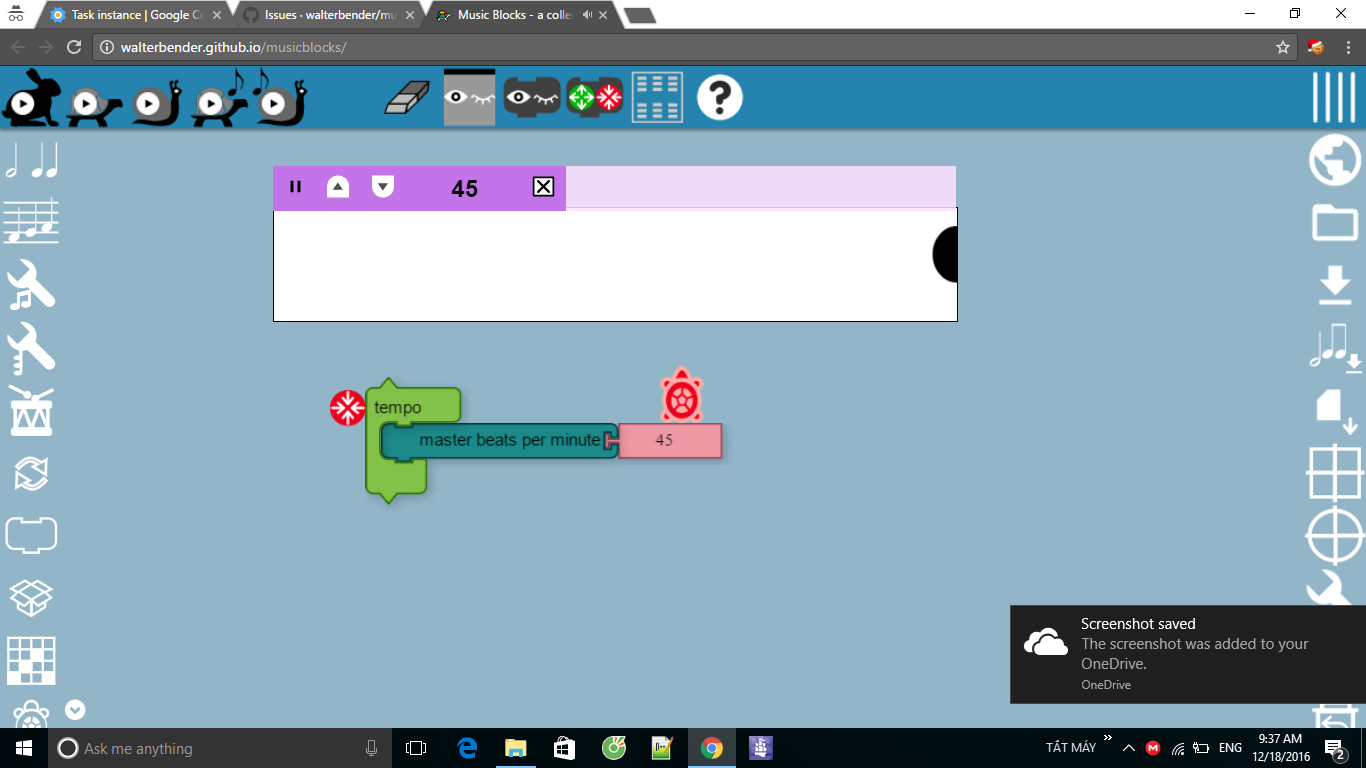 Task instance | Google Co
Issues · walterbender/mu
Music Blocks - a colle
walterbender.github.io/musicblocks/
?
45
tempo
master beats per minute
45
Screenshot saved
The screenshot was added to your
OneDrive.
OneDrive
Ask me anything
TẮT MÁY
ENG
9:37 AM
12/18/2016
2